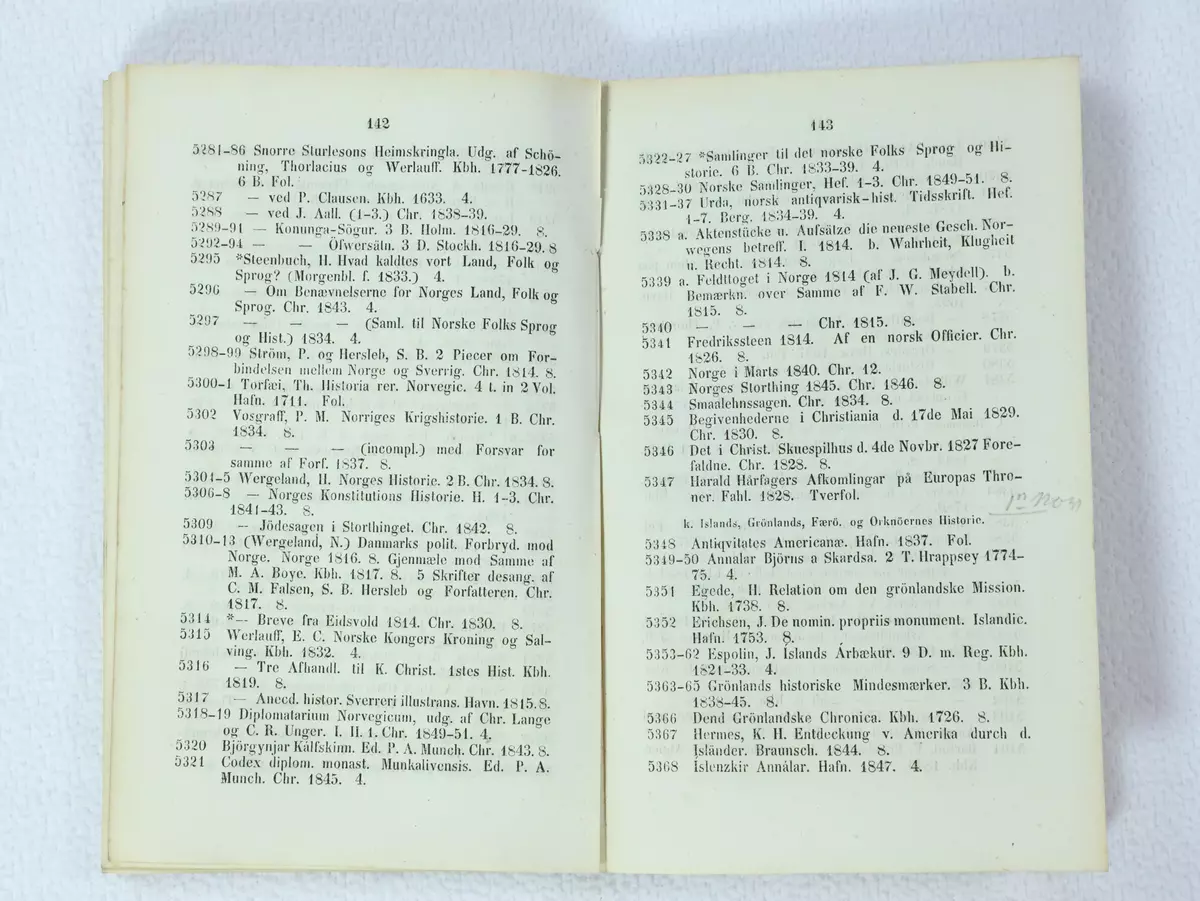 142
5281-86 Snorre Sturlesons Heimskringla. Udg. af Schö-
ning, Thorlacius og Werlauff. Kbh. 1777-1826.
6 B. Fol.
5287 — ved P. Clausen. Kbh. 1633. 4.
5288 — ved J. Aall. (1-3.) Chr. 1838-39.
5289-91 — Konunga-Sögur. 3 B. Holm. 1816-29. 8.
5292-94 — — Öfwersätn. 3 D. Stockh. 1816-29. 8
5295 *Steenbuch, H. Hvad kaldtes vort Land, Folk og
Sprog? (Morgenbl. f. 1833.) 4.
5296 — Om Benævnelserne for Norges Land, Folk og
Sprog. Chr. 1843. 4.
5297 — — — (Saml. til Norske Folks Sprog
og Hist.) 1834. 4.
5298-99 Ström, P. og Hersleb, S. B. 2 Piecer om For-
bindelsen mellem Norge og Sverrig. Chr. 1814. 8.
5300-1 Torfæi, Th. Historia rer. Norvegic. 4 t. in 2 Vol.
Hafn. 1711. Fol.
5302 Vosgraff, P. M. Norriges Krigshistorie. 1 B. Chr.
1834. 8.
5303 — — — (incompl.) med Forsvar for
samme af Forf. 1837. 8.
5304-5 Wergeland, H. Norges Historie. 2 B. Chr. 1834. 8.
5306-8 — Norges Konstitutions Historie. H. 1-3. Chr.
1841-43. 8.
5309 — Jödesagen i Storthinget. Chr. 1842. 8.
5310-13 (Wergeland, N.) Danmarks polit. Forbryd. mod
Norge. Norge 1816. 8. Gjenmæle mod Samme af
M. A. Boye. Kbh. 1817. 8. 5 Skrifter desang. af
C. M. Falsen, S. B. Hersleb og Forfatteren. Chr.
1817. 8.
5314 *— Breve fra Eidsvold 1814. Chr. 1830. 8.
5315 Werlauff, E. C. Norske Kongers Kroning og Sal-
ving. Kbh. 1832. 4.
5316 — Tre Afhandl. til K. Christ. 1stes Hist. Kbh.
1819. 8.
5317 — Anecd. histor. Sverreri illustrans. Havn. 1815. 8.
5318-19 Diplomatarium Norvegicum, udg. af Chr. Lange
og C. R. Unger. I. II. 1. Chr. 1849-51. 4.
5320 Björgynjar Kálfskinn. Ed. P. A. Munch. Chr. 1843. 8.
5321 Codex diplom. monast. Munkalivensis. Ed. P. A.
Munch. Chr. 1845. 4.
143
5322-27 *Samlinger til det norske Folks Sprog og Hi-
storie. 6 B. Chr. 1833-39. 4.
5328-30 Norske Samlinger, Hef. 1-3. Chr. 1849-51. 8.
5331-37 Urda, norsk antiqvarisk-hist. Tidsskrift. Hef.
1-7. Berg. 1834-39. 4.
5338 a. Aktenstücke u. Aufsätze die neueste Gesch. Nor-
wegens betreff. I. 1814. b. Wahrheit, Klugheit
u. Recht. 1814. 8.
5339 a. Feldttoget i Norge 1814 (af J. G. Meydell). b.
Bemærkn. over Samme af F. W. Stabell. Chr.
1815. 8.
5340 — — — Chr. 1815. 8.
5341 Fredrikssteen 1814. Af en norsk Officier. Chr.
1826. 8.
5342 Norge i Marts 1840. Chr. 12.
5343 Norges Storthing 1845. Chr. 1846. 8.
5344 Smaalehnssagen. Chr. 1834. 8.
5345 Begivenhederne i Christiania d. 17de Mai 1829.
Chr. 1830. 8.
5346 Det i Christ. Skuespilhus d. 4de Novbr. 1827 Fore-
faldne. Chr. 1828. 8.
5347 Harald Hårfagers Afkomlingar på Europas Thro-
ner. Fahl. 1828. Tverfol.
k. Islands, Grönlands, Færö. og Orknöernes Historie.
5348 Antiqvitates Americanæ. Hafn. 1837. Fol.
5349-50 Annalar Björns a Skardsa. 2 T. Hrappsey 1774-
75. 4.
5351 Egede, H. Relation om den grönlandske Mission.
Kbh. 1738. 8.
5352 Erichsen, J. De nomin. propriis monument. Islandic.
Hafn. 1753. 8.
5353-62 Espolin, J. Íslands Árbækur. 9 D. m. Reg. Kbh.
1821-33. 4.
5363-65 Grönlands historiske Mindesmærker. 3 B. Kbh.
1838-45. 8.
5366 Dend Grönlandske Chronica. Kbh. 1726. 8.
5367 Hermes, K. H. Entdeckung v. Amerika durch d.
Isländer. Braunsch. 1844. 8.
5368 Íslenzkir Annálar. Hafn. 1847. 4.